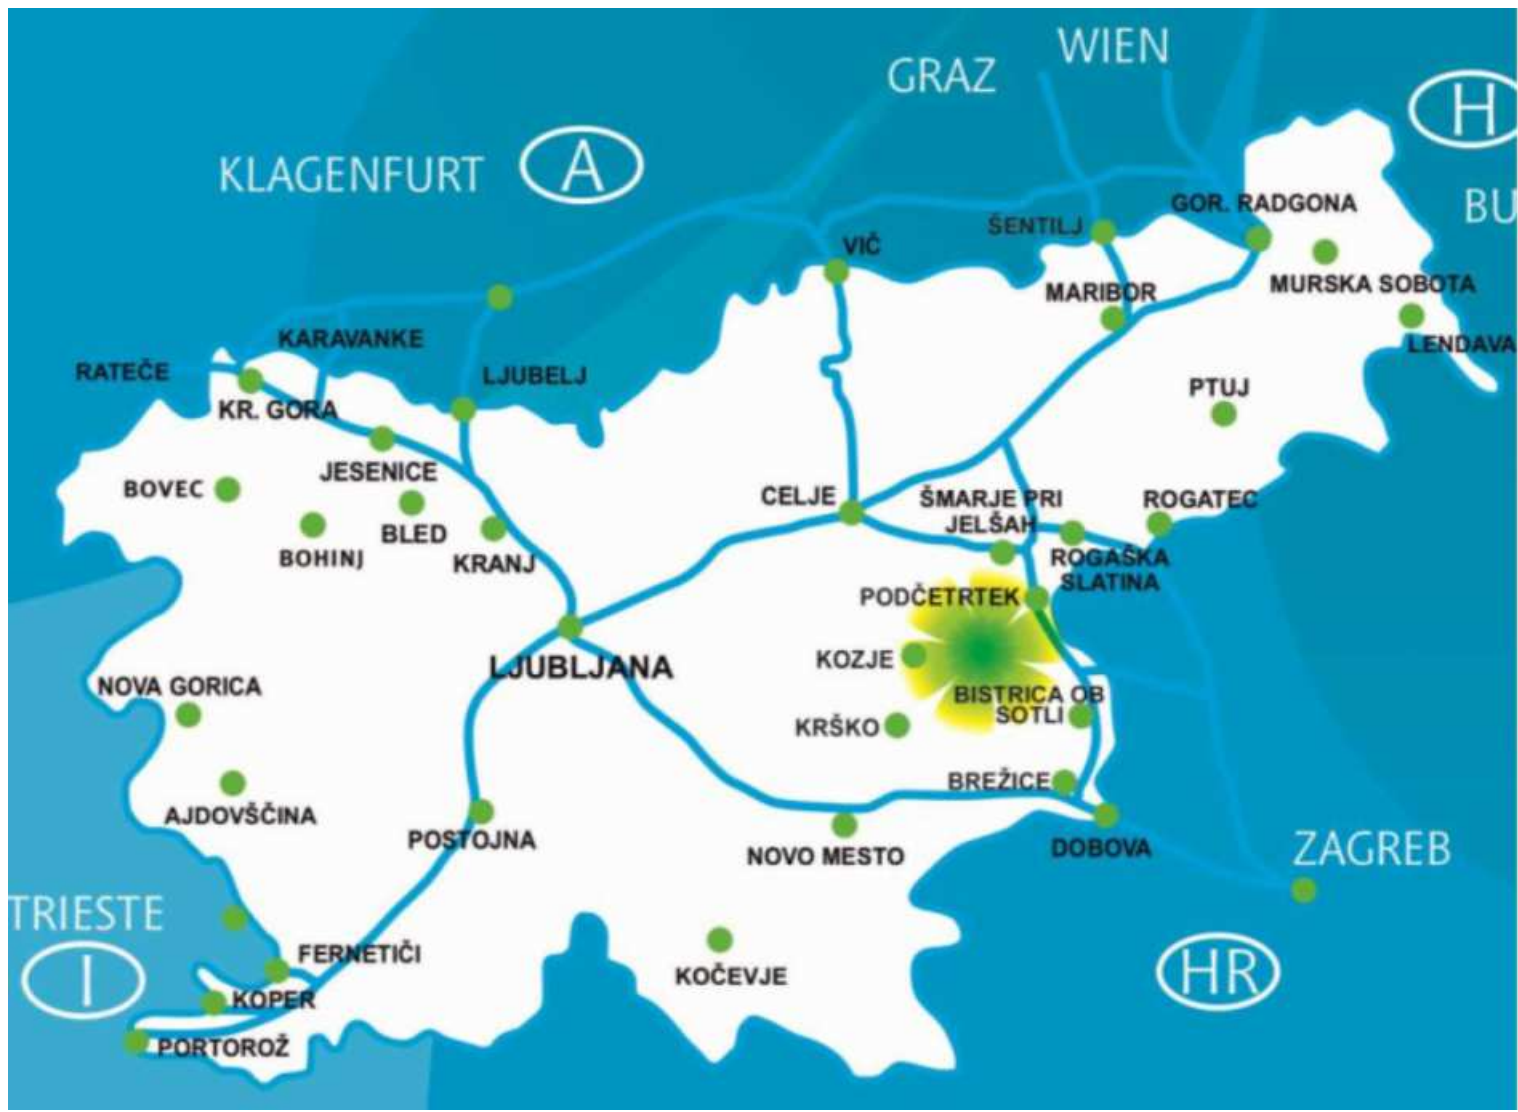 WIEN
GRAZ
H
KLAGENFURT
A
BU
GOR. RADGONA
ŠENTILJ
VIČ
MURSKA SOBOTA
MARIBOR
KARAVANKE
LENDAVA
RATEČE
LJUBELJ
PTUJ
KR. GORA
JESENICE
BOVEC
CELJE
ŠMARJE PRI
JELŠAH
ROGATEC
BLED
BOHINJ
KRANJ
ROGAŠKA
SLATINA
PODČETRTEK
LJUBLJANA
KOZJE
NOVA GORICA
BISTRICA OB
SOTLI
KRŠKO
BREŽICE
AJDOVŠČINA
POSTOJNA
NOVO MESTO
DOBOVA
ZAGREB
TRIESTE
FERNETIČI
I
KOČEVJE
HR
KOPER
PORTOROŽ